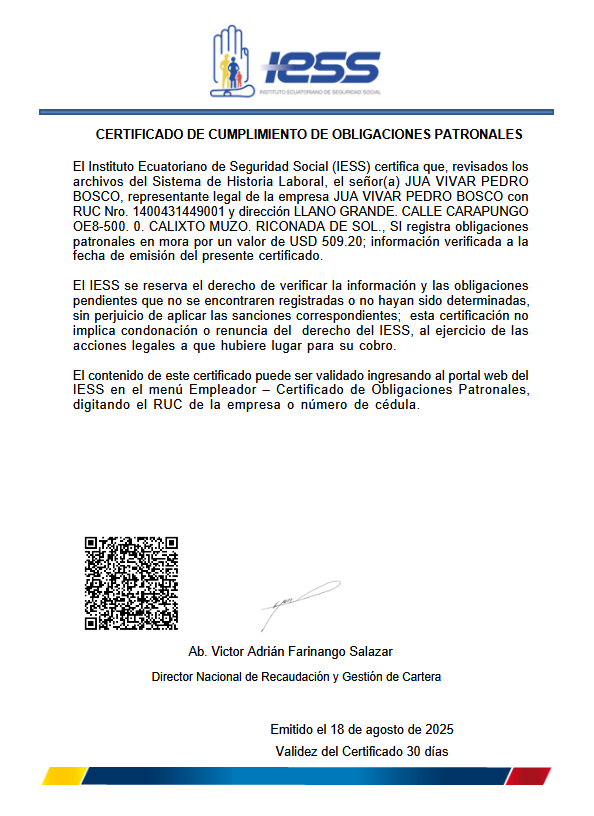 IESS
INSTITUTO ECUATORIANO DE SEGURIDAD SOCIAL
CERTIFICADO DE CUMPLIMIENTO DE OBLIGACIONES PATRONALES
El Instituto Ecuatoriano de Seguridad Social (IESS) certifica que, revisados los
archivos del Sistema de Historia Laboral, el señor(a) JUA VIVAR PEDRO
BOSCO, representante legal de la empresa JUA VIVAR PEDRO BOSCO con
RUC Nro. 1400431449001 y dirección LLANO GRANDE. CALLE CARAPUNGO
OE8-500. 0. CALIXTO MUZO. RICONADA DE SOL., SI registra obligaciones
patronales en mora por un valor de USD 509.20; información verificada a la
fecha de emisión del presente certificado.
El IESS se reserva el derecho de verificar la información y las obligaciones
pendientes que no se encontraren registradas o no hayan sido determinadas,
sin perjuicio de aplicar las sanciones correspondientes; esta certificación no
implica condonación o renuncia del derecho del IESS, al ejercicio de las
acciones legales a que hubiere lugar para su cobro.
El contenido de este certificado puede ser validado ingresando al portal web del
IESS en el menú Empleador – Certificado de Obligaciones Patronales,
digitando el RUC de la empresa o número de cédula.
Ab. Victor Adrián Farinango Salazar
Director Nacional de Recaudación y Gestión de Cartera
Emitido el 18 de agosto de 2025
Validez del Certificado 30 días